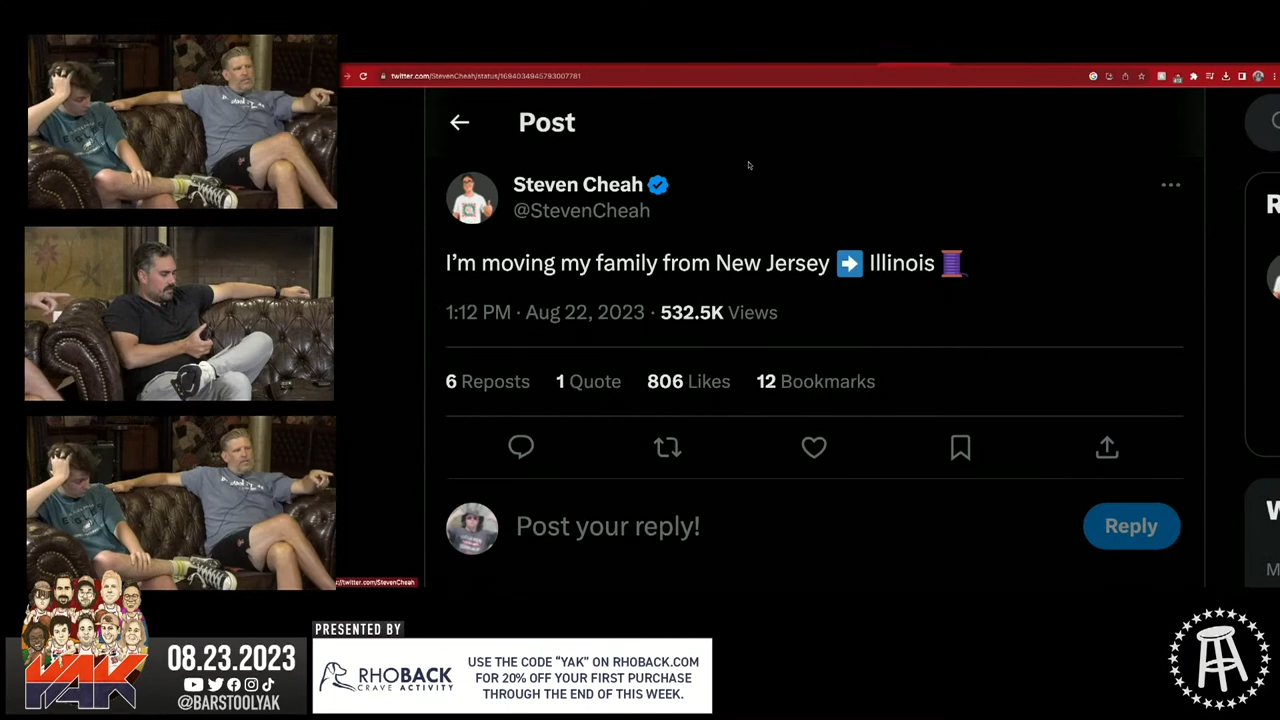 twitter.com/StevenCheah/status/1694034945793007781
Post
Steven Cheah
@StevenCheah
I'm moving my family from New Jersey ➡️ Illinois 🧵
1:12 PM · Aug 22, 2023 · 532.5K Views
6 Reposts 1 Quote 806 Likes 12 Bookmarks
Post your reply!
Reply
R
W
M
//twitter.com/StevenCheah
YAK
08.23.2023
@BARSTOOLYAK
PRESENTED BY
RHOBACK
CRAVE ACTIVITY
USE THE CODE "YAK" ON RHOBACK.COM
FOR 20% OFF YOUR FIRST PURCHASE
THROUGH THE END OF THIS WEEK.